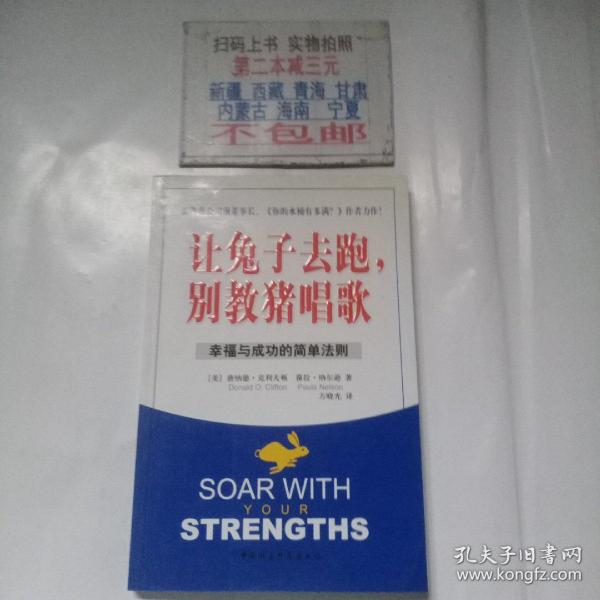 扫码上书 实物拍照
第二本减三元
新疆 西藏 青海 甘肃
内蒙古 海南 宁夏
不包邮
董事长、《你的水桶有多满?》作者力作!
让兔子去跑,
别教猪唱歌
幸福与成功的简单法则
[美] 唐纳德·克利夫顿 葆拉·纳尔逊 著
Donald O. Clifton Paula Nelson
方晓光 译
SOAR WITH
YOUR
STRENGTHS
孔夫子旧书网
www.kongfz.com